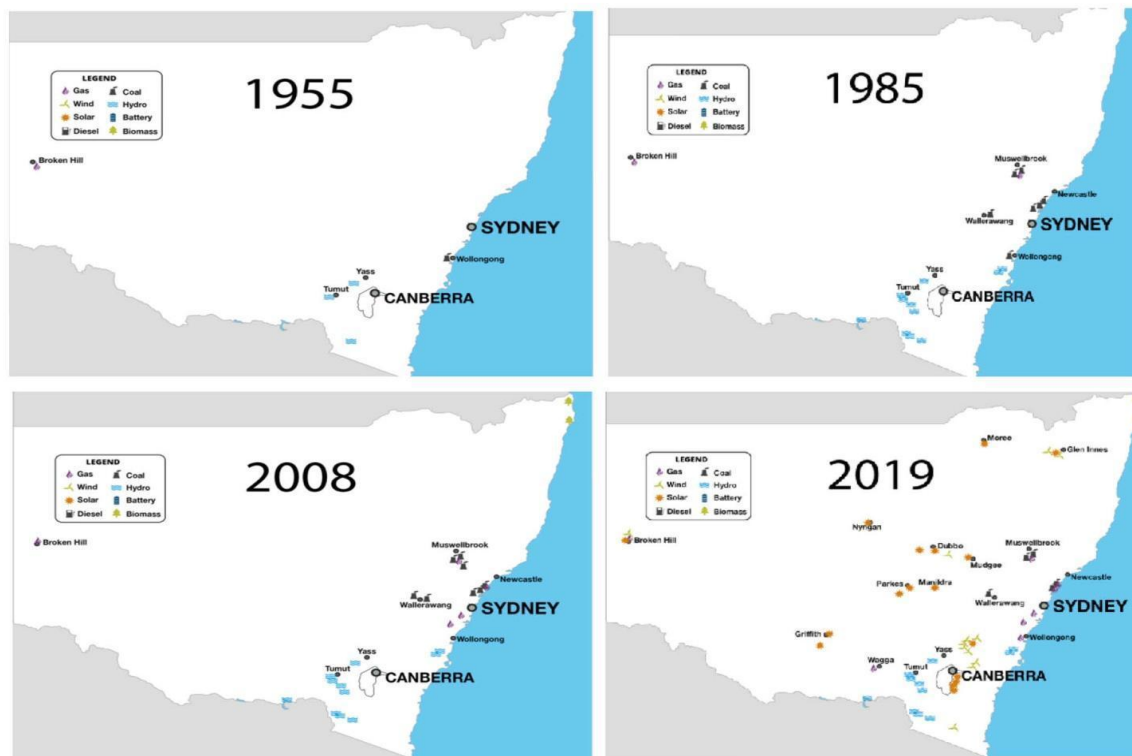 1955
LEGEND
Gas Coal
Wind Hydro
Solar Battery
Diesel Biomass
Broken Hill
SYDNEY
Wollongong
Yass
Tumut
CANBERRA
1985
LEGEND
Gas Coal
Wind Hydro
Solar Battery
Diesel Biomass
Broken Hill
Muswellbrook
Newcastle
Wallerawang
SYDNEY
Wollongong
Yass
Tumut
CANBERRA
2008
LEGEND
Gas Coal
Wind Hydro
Solar Battery
Diesel Biomass
Broken Hill
Muswellbrook
Newcastle
Wallerawang
SYDNEY
Wollongong
Yass
Tumut
CANBERRA
2019
LEGEND
Gas Coal
Wind Hydro
Solar Battery
Diesel Biomass
Moree
Glen Innes
Nyngan
Broken Hill
Dubbo
Muswellbrook
Mudgee
Newcastle
Parkes Manildra
Wallerawang
SYDNEY
Griffith
Wollongong
Yass
Wagga
Tumut
CANBERRA